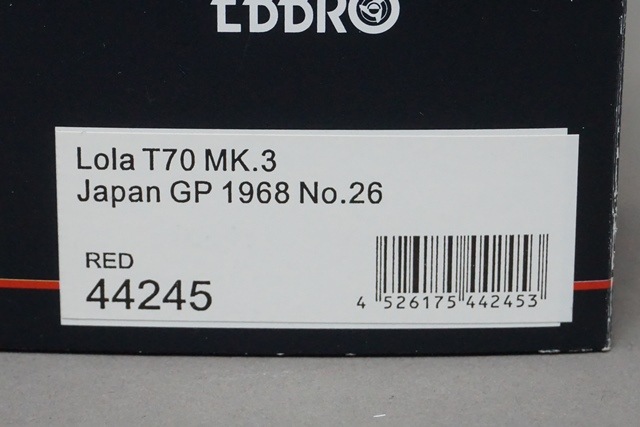 EBBRO
Lola T70 MK.3
Japan GP 1968 No.26
RED
44245
4 526175 442453